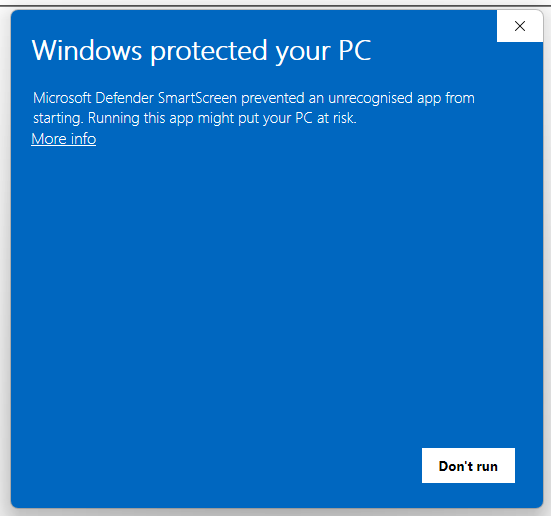 Windows protected your PC
Microsoft Defender SmartScreen prevented an unrecognised app from
starting. Running this app might put your PC at risk.
More info
Don't run